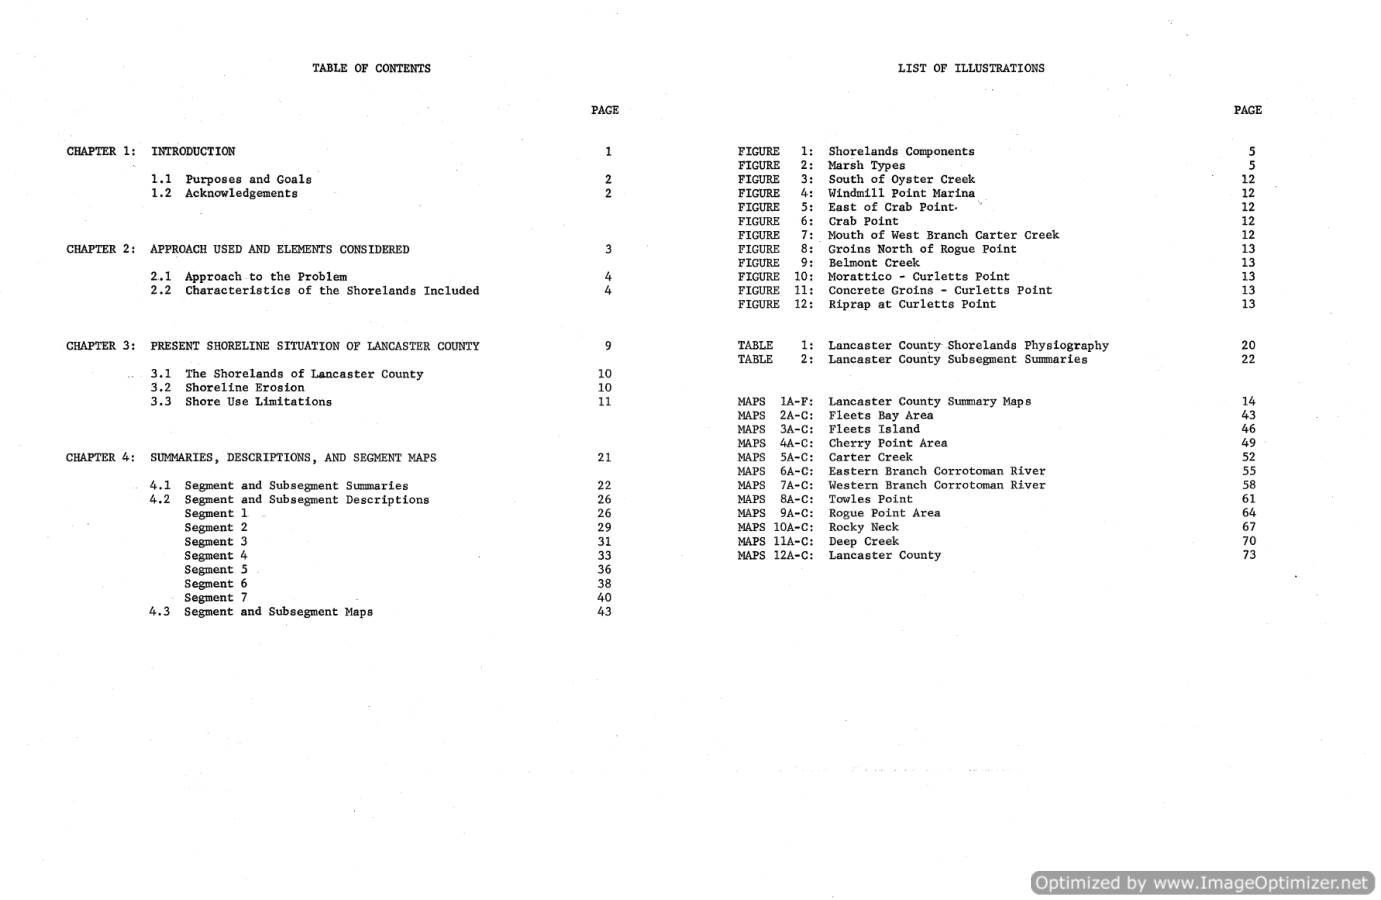 TABLE OF CONTENTS
PAGE
CHAPTER 1: INTRODUCTION 1
1.1 Purposes and Goals 2
1.2 Acknowledgements 2
CHAPTER 2: APPROACH USED AND ELEMENTS CONSIDERED 3
2.1 Approach to the Problem 4
2.2 Characteristics of the Shorelands Included 4
CHAPTER 3: PRESENT SHORELINE SITUATION OF LANCASTER COUNTY 9
3.1 The Shorelands of Lancaster County 10
3.2 Shoreline Erosion 10
3.3 Shore Use Limitations 11
CHAPTER 4: SUMMARIES, DESCRIPTIONS, AND SEGMENT MAPS 21
4.1 Segment and Subsegment Summaries 22
4.2 Segment and Subsegment Descriptions 26
Segment 1 26
Segment 2 29
Segment 3 31
Segment 4 33
Segment 5 36
Segment 6 38
Segment 7 40
4.3 Segment and Subsegment Maps 43
LIST OF ILLUSTRATIONS
PAGE
FIGURE 1: Shorelands Components 5
FIGURE 2: Marsh Types 5
FIGURE 3: South of Oyster Creek 12
FIGURE 4: Windmill Point Marina 12
FIGURE 5: East of Crab Point 12
FIGURE 6: Crab Point 12
FIGURE 7: Mouth of West Branch Carter Creek 12
FIGURE 8: Groins North of Rogue Point 13
FIGURE 9: Belmont Creek 13
FIGURE 10: Morattico - Curletts Point 13
FIGURE 11: Concrete Groins - Curletts Point 13
FIGURE 12: Riprap at Curletts Point 13
TABLE 1: Lancaster County Shorelands Physiography 20
TABLE 2: Lancaster County Subsegment Summaries 22
MAPS 1A-F: Lancaster County Summary Maps 14
MAPS 2A-C: Fleets Bay Area 43
MAPS 3A-C: Fleets Island 46
MAPS 4A-C: Cherry Point Area 49
MAPS 5A-C: Carter Creek 52
MAPS 6A-C: Eastern Branch Corrotoman River 55
MAPS 7A-C: Western Branch Corrotoman River 58
MAPS 8A-C: Towles Point 61
MAPS 9A-C: Rogue Point Area 64
MAPS 10A-C: Rocky Neck 67
MAPS 11A-C: Deep Creek 70
MAPS 12A-C: Lancaster County 73
Optimized by www.ImageOptimizer.net